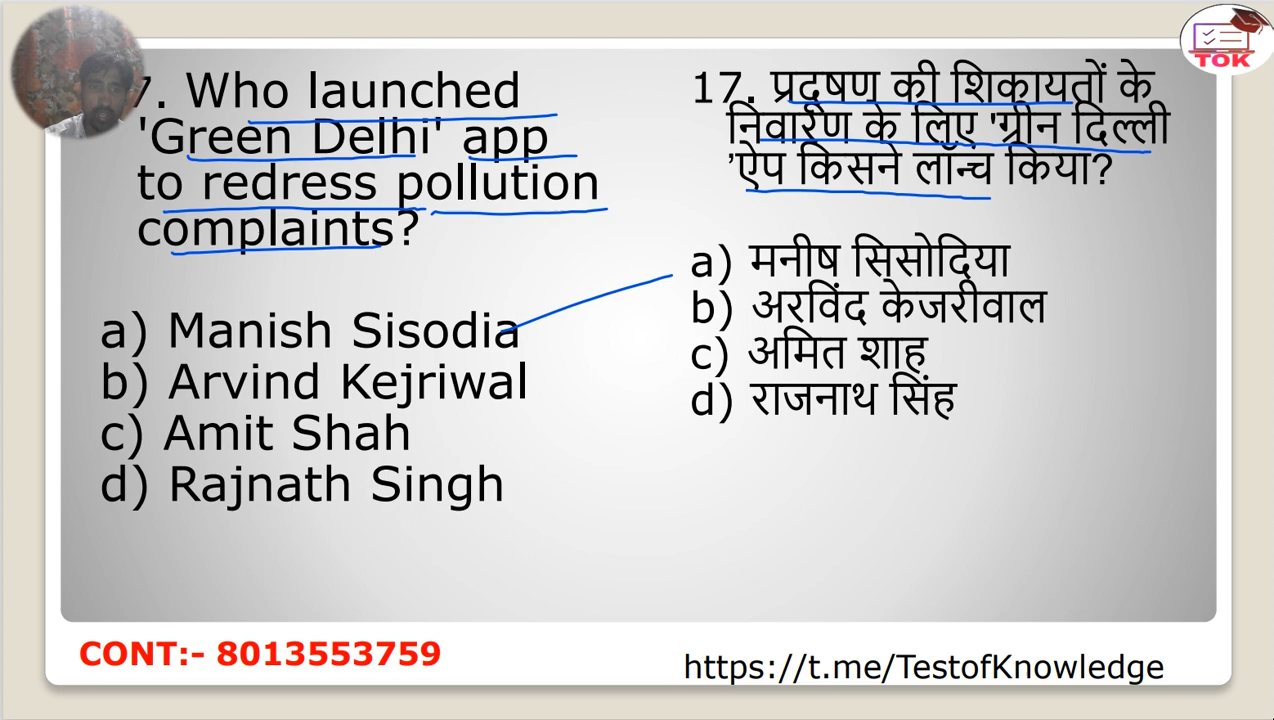 TOK
7. Who launched
'Green Delhi' app
to redress pollution
complaints?
a) Manish Sisodia
b) Arvind Kejriwal
c) Amit Shah
d) Rajnath Singh
17. प्रदूषण की शिकायतों के
निवारण के लिए 'ग्रीन दिल्ली
'ऐप किसने लॉन्च किया?
a) मनीष सिसोदिया
b) अरविंद केजरीवाल
c) अमित शाह
d) राजनाथ सिंह
CONT:- 8013553759
https://t.me/TestofKnowledge